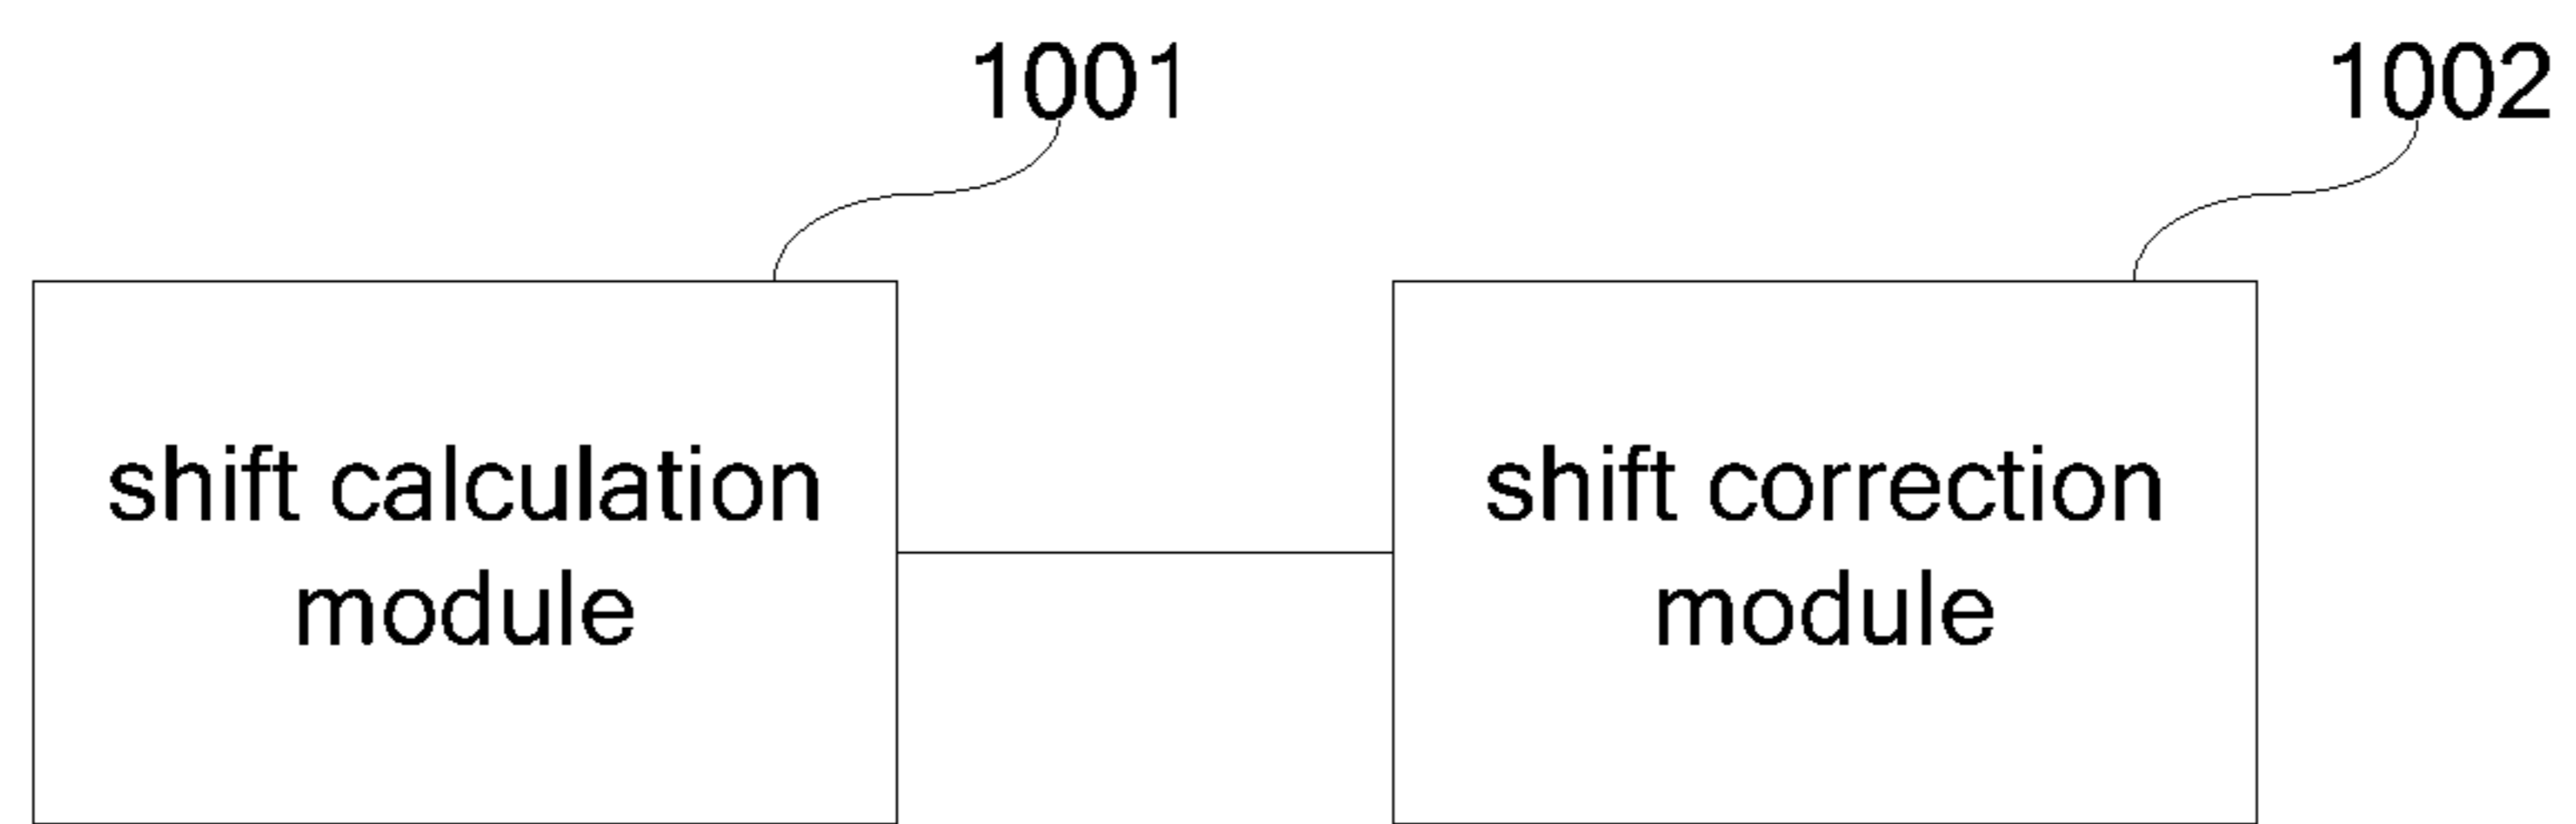 1001
1002
shift calculation
module
shift correction
module